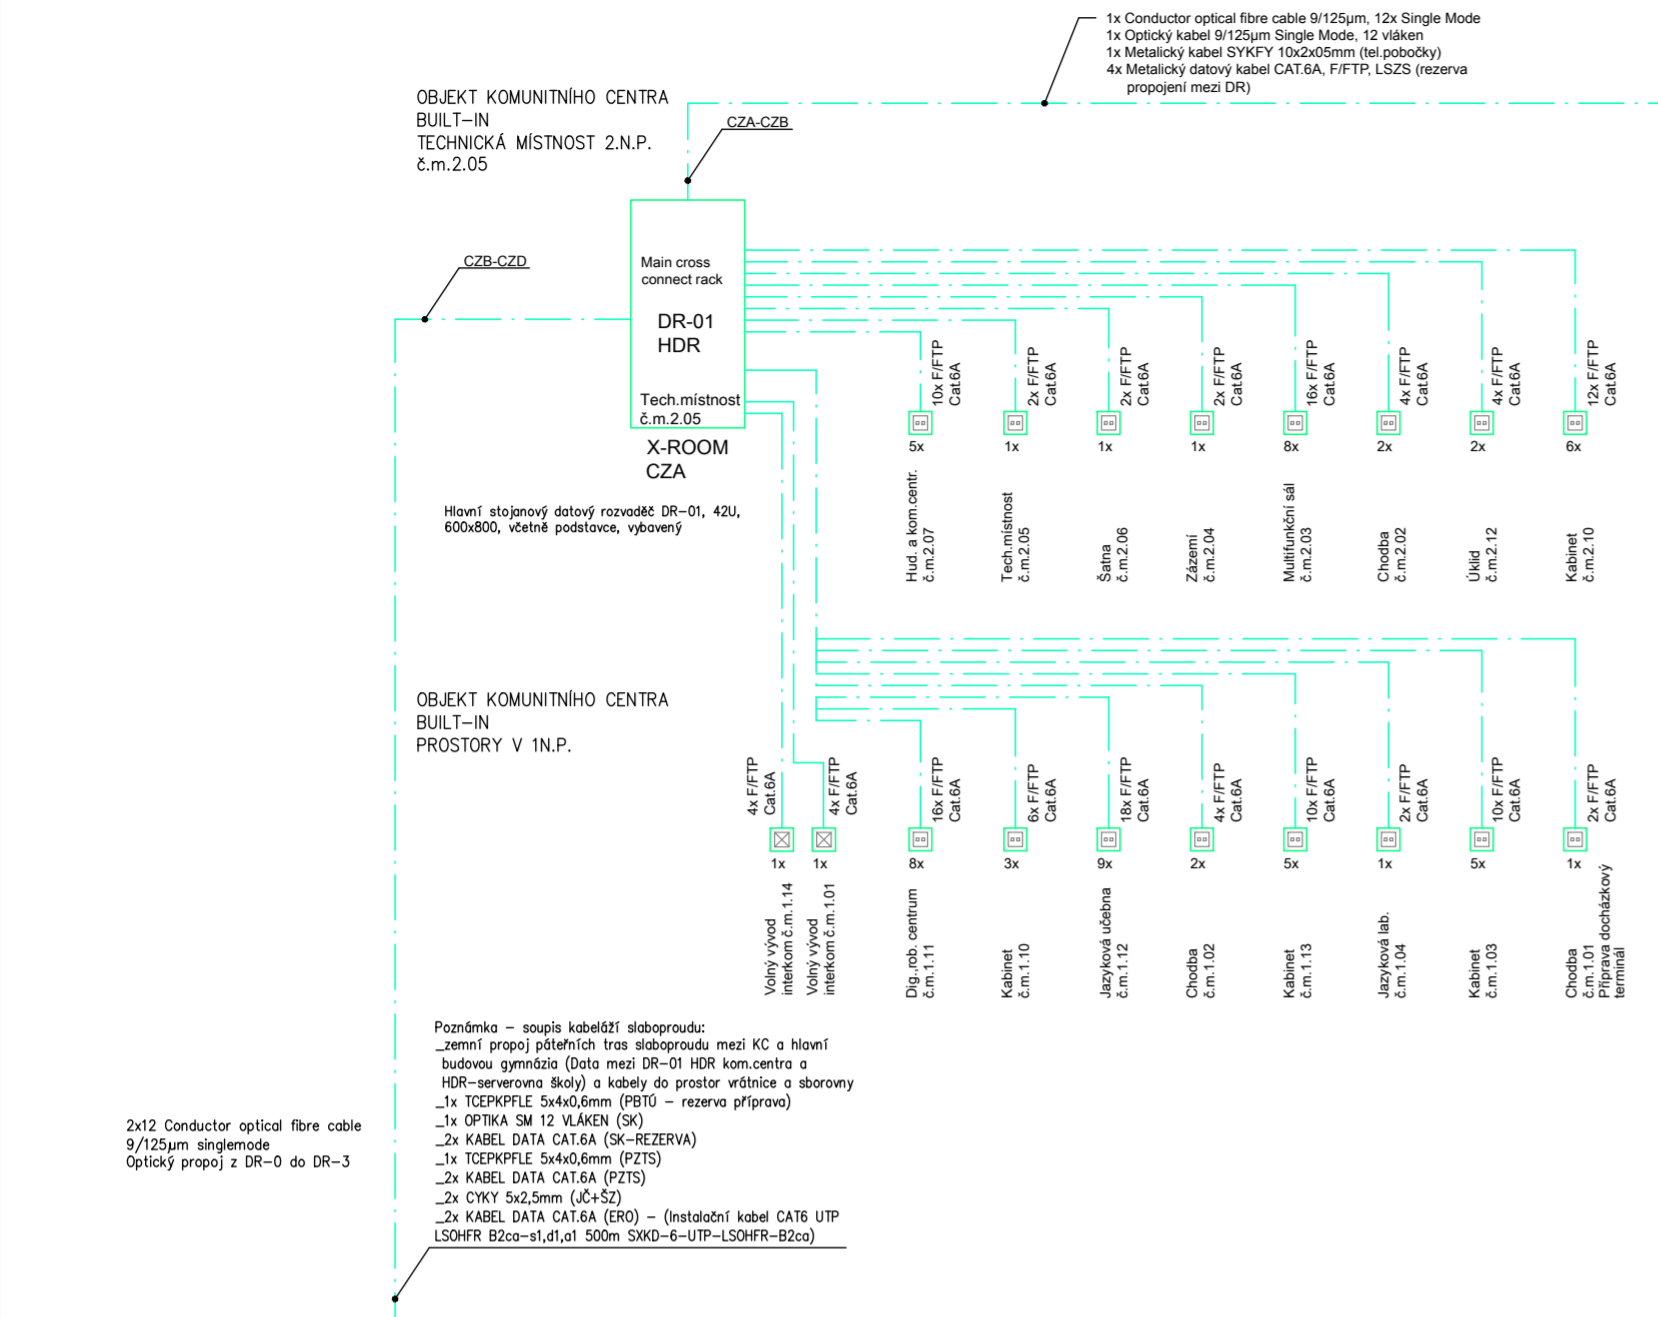 1x Conductor optical fibre cable 9/125µm, 12x Single Mode
1x Optický kabel 9/125µm Single Mode, 12 vláken
1x Metalický kabel SYKFY 10x2x05mm (tel.pobočky)
4x Metalický datový kabel CAT.6A, F/FTP, LSZS (rezerva
propojení mezi DR)
OBJEKT KOMUNITNÍHO CENTRA
BUILT-IN
TECHNICKÁ MÍSTNOST 2.N.P.
č.m.2.05
CZA-CZB
CZB-CZD
Main cross
connect rack
DR-01
HDR
Tech.místnost
č.m.2.05
X-ROOM
CZA
Hlavní stojanový datový rozvaděč DR-01, 42U,
600x800, včetně podstavce, vybavený
10x F/FTP
Cat.6A
5x
Hud. a kom.centr.
č.m.2.07
2x F/FTP
Cat.6A
1x
Tech.místnost
č.m.2.05
2x F/FTP
Cat.6A
1x
Šatna
č.m.2.06
2x F/FTP
Cat.6A
1x
Zázemí
č.m.2.04
16x F/FTP
Cat.6A
8x
Multifunkční sál
č.m.2.03
4x F/FTP
Cat.6A
2x
Chodba
č.m.2.02
4x F/FTP
Cat.6A
2x
Úklid
č.m.2.12
12x F/FTP
Cat.6A
6x
Kabinet
č.m.2.10
OBJEKT KOMUNITNÍHO CENTRA
BUILT-IN
PROSTORY V 1N.P.
4x F/FTP
Cat.6A
1x
Volný vývod
interkom č.m.1.14
4x F/FTP
Cat.6A
1x
Volný vývod
interkom č.m.1.01
16x F/FTP
Cat.6A
8x
Dig.,rob. centrum
č.m.1.11
6x F/FTP
Cat.6A
3x
Kabinet
č.m.1.10
18x F/FTP
Cat.6A
9x
Jazyková učebna
č.m.1.12
4x F/FTP
Cat.6A
2x
Chodba
č.m.1.02
10x F/FTP
Cat.6A
5x
Kabinet
č.m.1.13
2x F/FTP
Cat.6A
1x
Jazyková lab.
č.m.1.04
10x F/FTP
Cat.6A
5x
Kabinet
č.m.1.03
2x F/FTP
Cat.6A
1x
Chodba
č.m.1.01
Příprava docházkový
terminál
Poznámka - soupis kabeláží slaboproudu:
_zemní propoj páteřních tras slaboproudu mezi KC a hlavní
budovou gymnázia (Data mezi DR-01 HDR kom.centra a
HDR-serverovna školy) a kabely do prostor vrátnice a sborovny
_1x TCEPKPFLE 5x4x0,6mm (PBTÚ - rezerva příprava)
_1x OPTIKA SM 12 VLÁKEN (SK)
_2x KABEL DATA CAT.6A (SK-REZERVA)
_1x TCEPKPFLE 5x4x0,6mm (PZTS)
_2x KABEL DATA CAT.6A (PZTS)
_2x CYKY 5x2,5mm (JČ+ŠZ)
_2x KABEL DATA CAT.6A (ERO) - (Instalační kabel CAT6 UTP
LSOHFR B2ca-s1,d1,a1 500m SXKD-6-UTP-LSOHFR-B2ca)
2x12 Conductor optical fibre cable
9/125µm singlemode
Optický propoj z DR-0 do DR-3